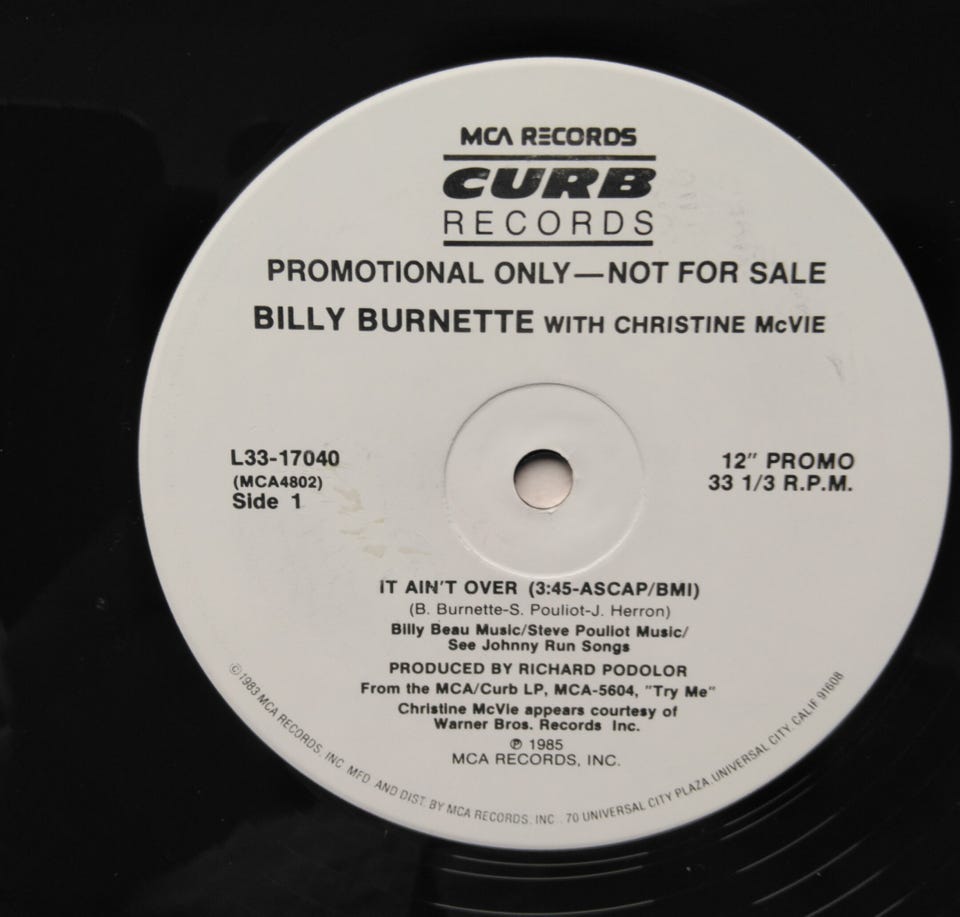 MCA RECORDS
CURB
RECORDS
PROMOTIONAL ONLY—NOT FOR SALE
BILLY BURNETTE WITH CHRISTINE McVIE
L33-17040
(MCA4802)
Side 1
12" PROMO
33 1/3 R.P.M.
IT AIN'T OVER (3:45-ASCAP/BMI)
(B. Burnette-S. Pouliot-J. Herron)
Billy Beau Music/Steve Pouliot Music/
See Johnny Run Songs
PRODUCED BY RICHARD PODOLOR
From the MCA/Curb LP, MCA-5604, "Try Me"
Christine McVie appears courtesy of
Warner Bros. Records Inc.
℗ 1985
MCA RECORDS, INC.
©1983 MCA RECORDS, INC MFD AND DIST. BY MCA RECORDS, INC., 70 UNIVERSAL CITY PLAZA, UNIVERSAL CITY, CALIF. 91608